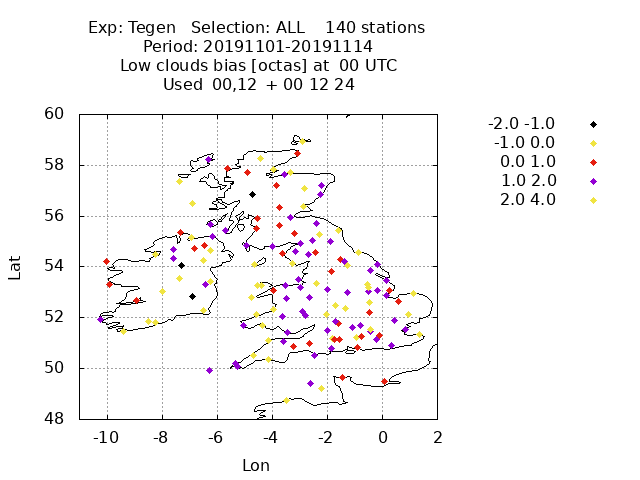 Exp: Tegen Selection: ALL 140 stations
Period: 20191101-20191114
Low clouds bias [octas] at 00 UTC
Used 00,12 + 00 12 24
-2.0 -1.0
-1.0 0.0
0.0 1.0
1.0 2.0
2.0 4.0
60
58
56
54
52
50
48
Lat
-10 -8 -6 -4 -2 0 2
Lon